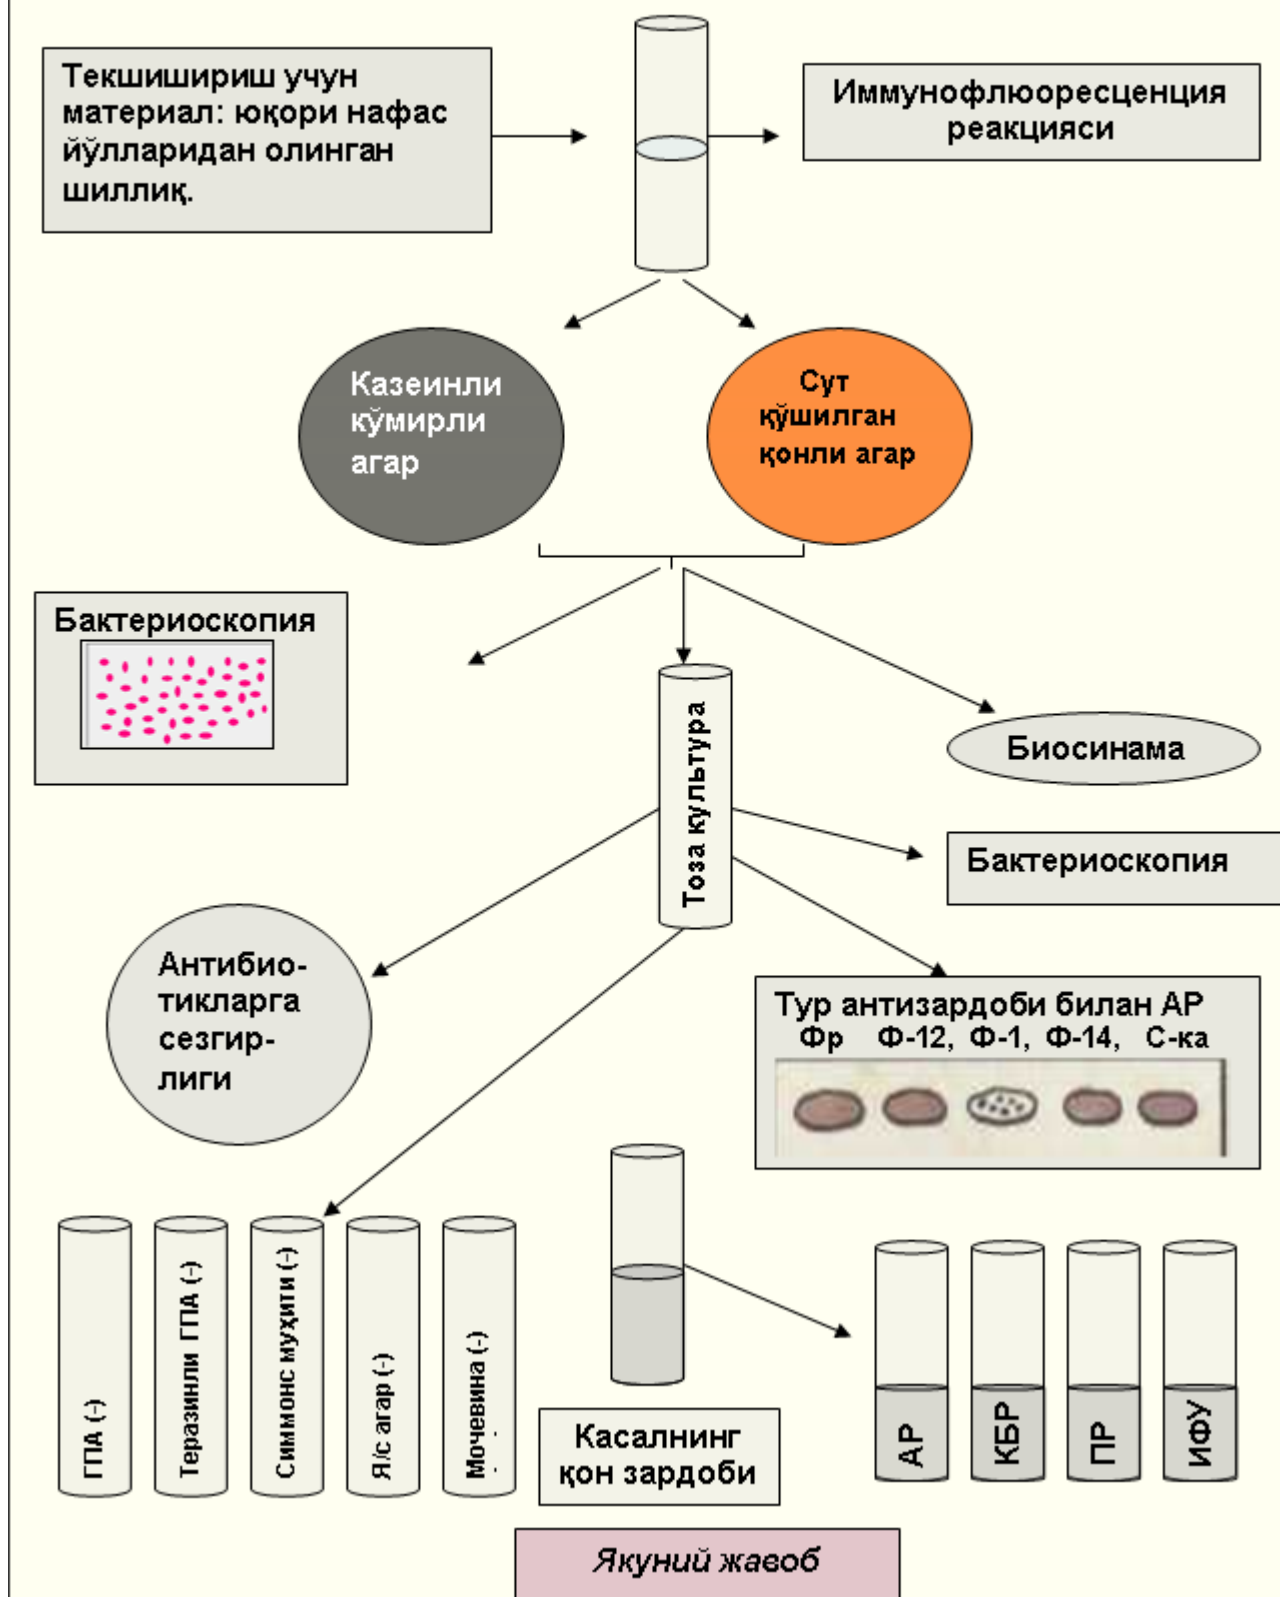 Текшишириш учун
материал: юқори нафас
йўлларидан олинган
шиллиқ.
Иммунофлюоресценция
реакцияси
Казеинли
кўмирли
агар
Сут
қўшилган
қонли агар
Бактериоскопия
Тоза култьтура
Биосинама
Бактериоскопия
Антибио-
тикларга
сезгир-
лиги
Тур антизардоби билан АР
Фр Ф-12, Ф-1, Ф-14, С-ка
ГПА (-)
Теразинли ГПА (-)
Симмонс муҳити (-)
Я/с агар (-)
Мочевина (-)
Касалнинг
қон зардоби
АР
КБР
ПР
ИФУ
Якуний жавоб